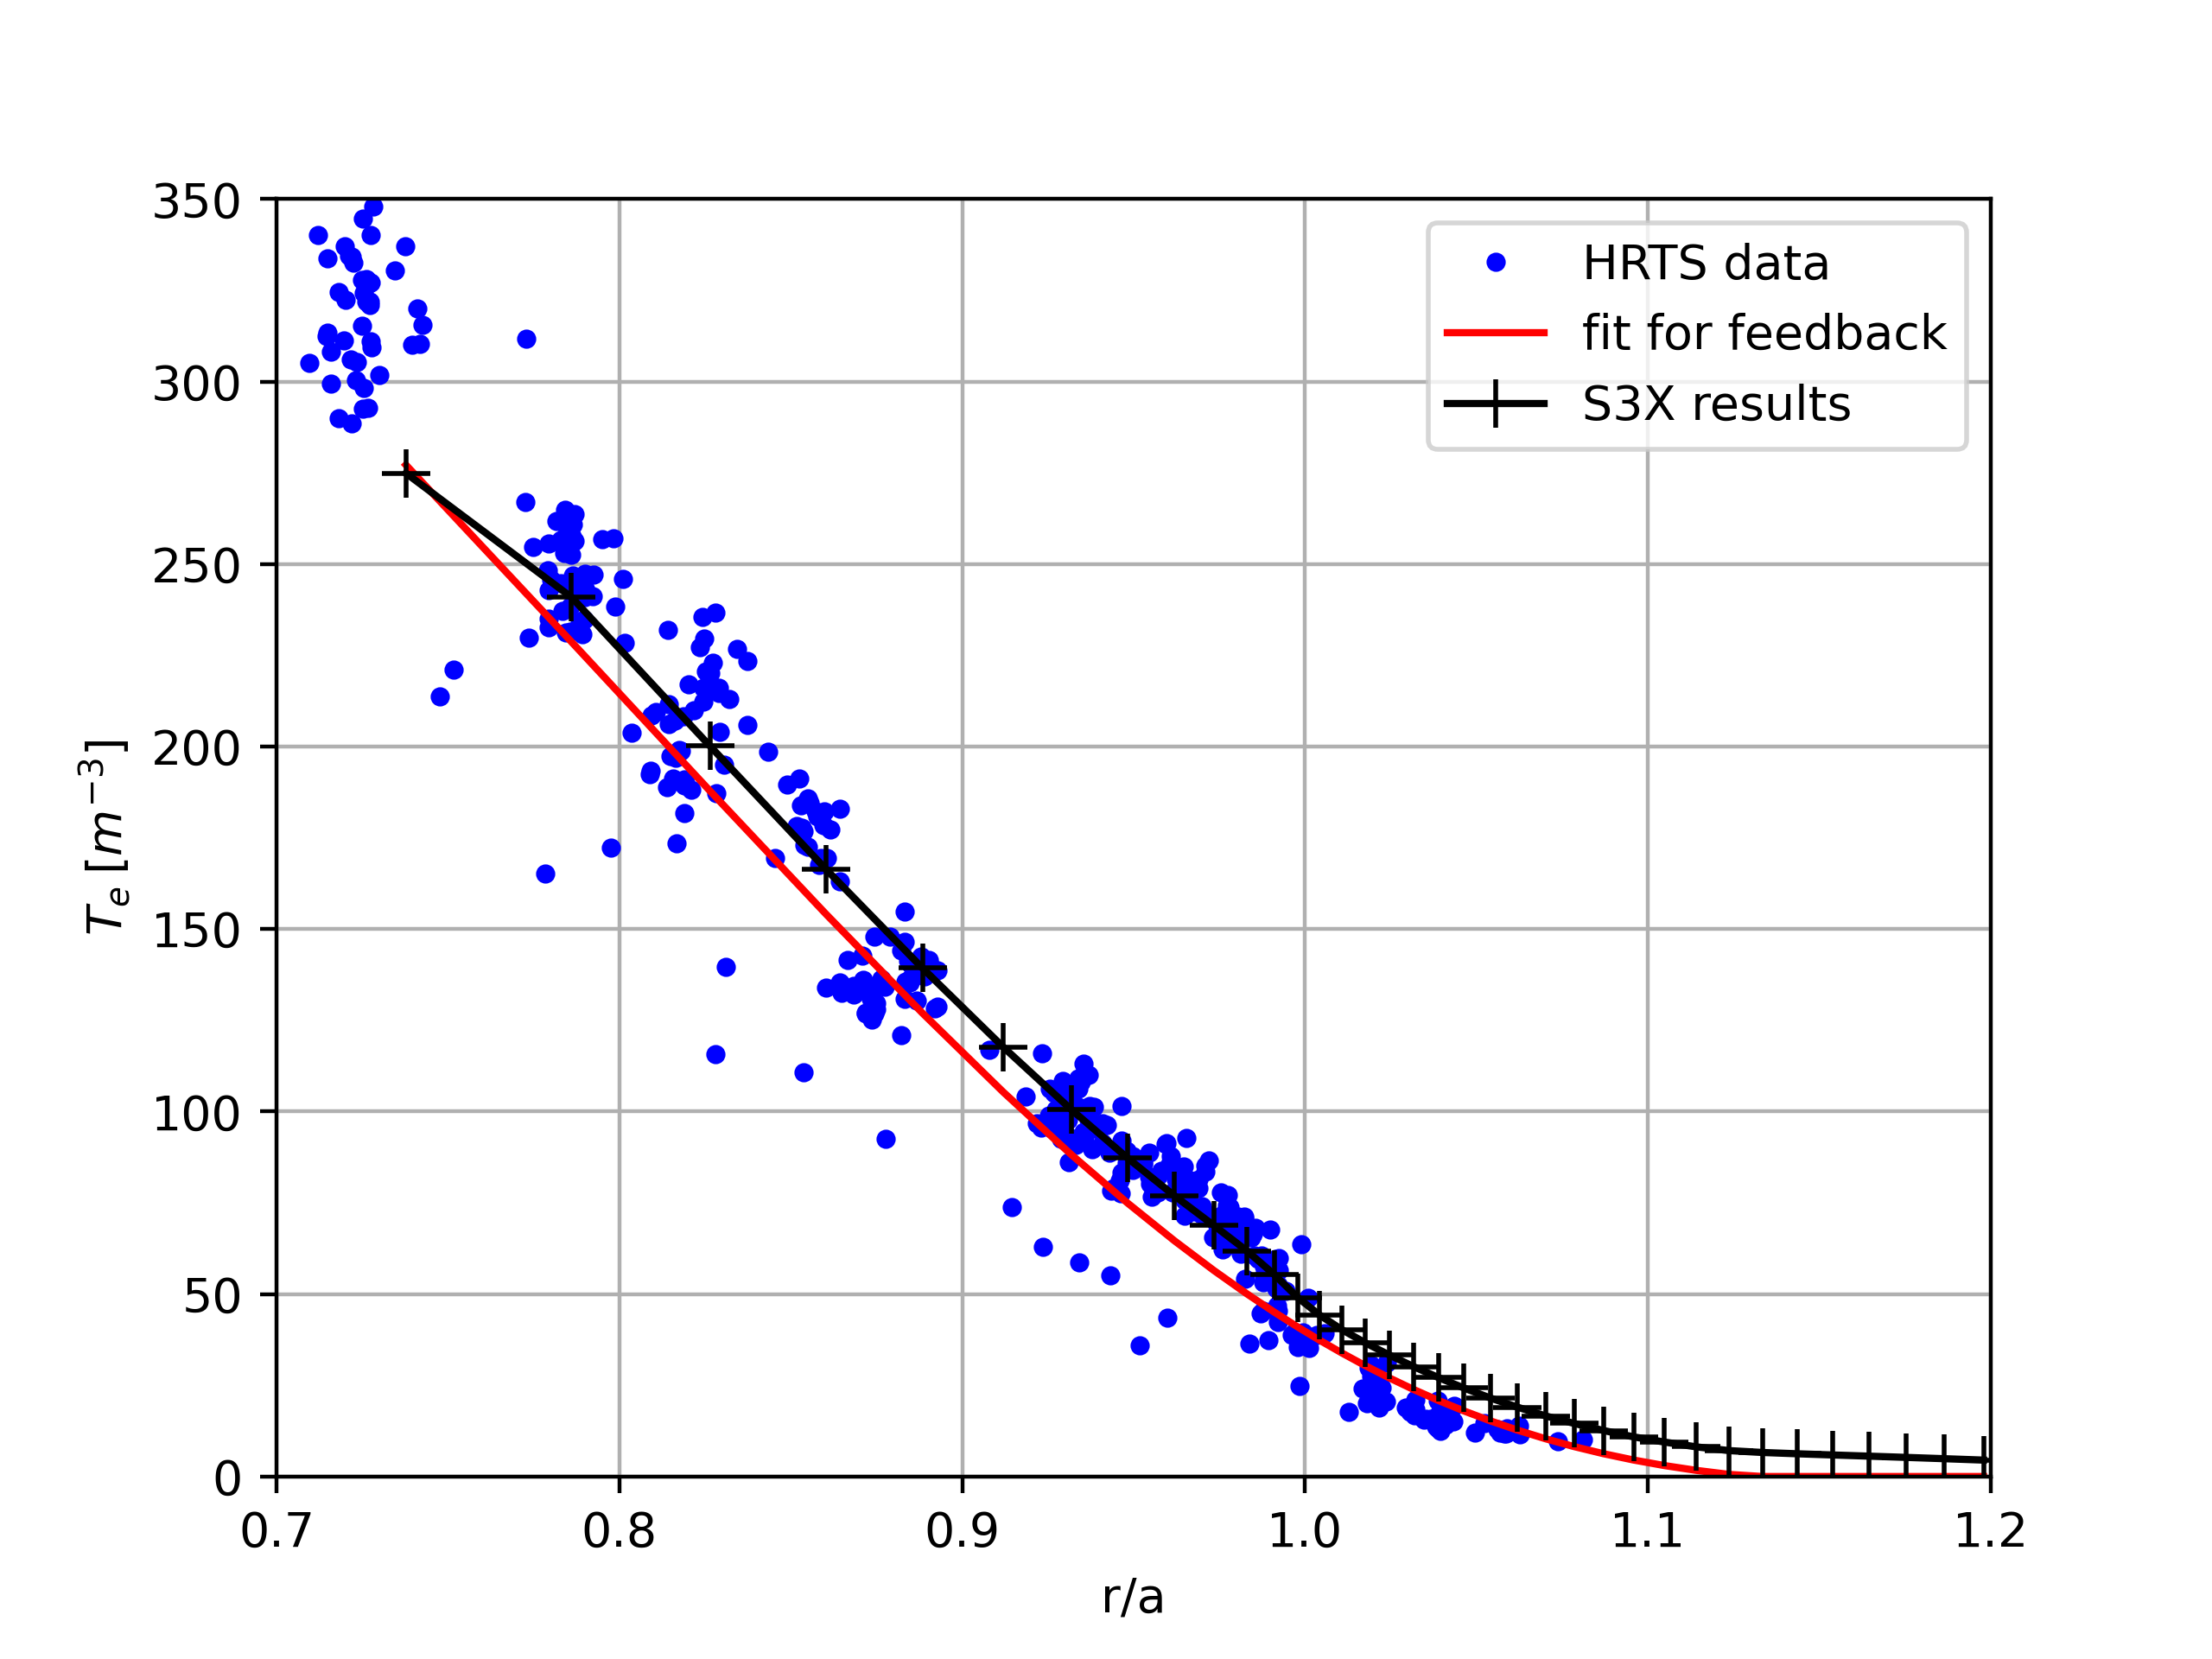 350
300
250
200
150
100
50
0
T_e [m^{-3}]
HRTS data
fit for feedback
S3X results
0.7 0.8 0.9 1.0 1.1 1.2
r/a